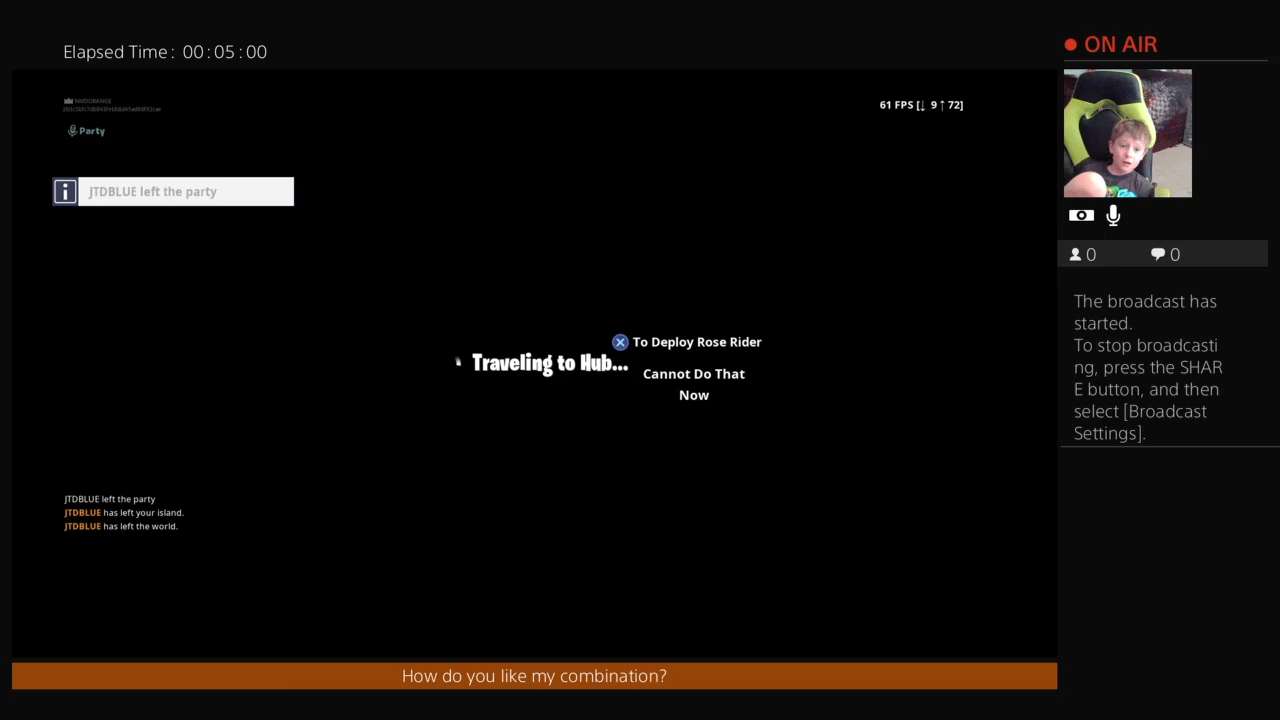 Elapsed Time: 00:05:00
ON AIR
61 FPS [↓ 9 ↑ 72]
Party
JTDBLUE left the party
0
0
The broadcast has
started.
To stop broadcasti
ng, press the SHAR
E button, and then
select [Broadcast
Settings].
To Deploy Rose Rider
Traveling to Hub...
Cannot Do That
Now
JTDBLUE left the party
JTDBLUE has left your island.
JTDBLUE has left the world.
How do you like my combination?